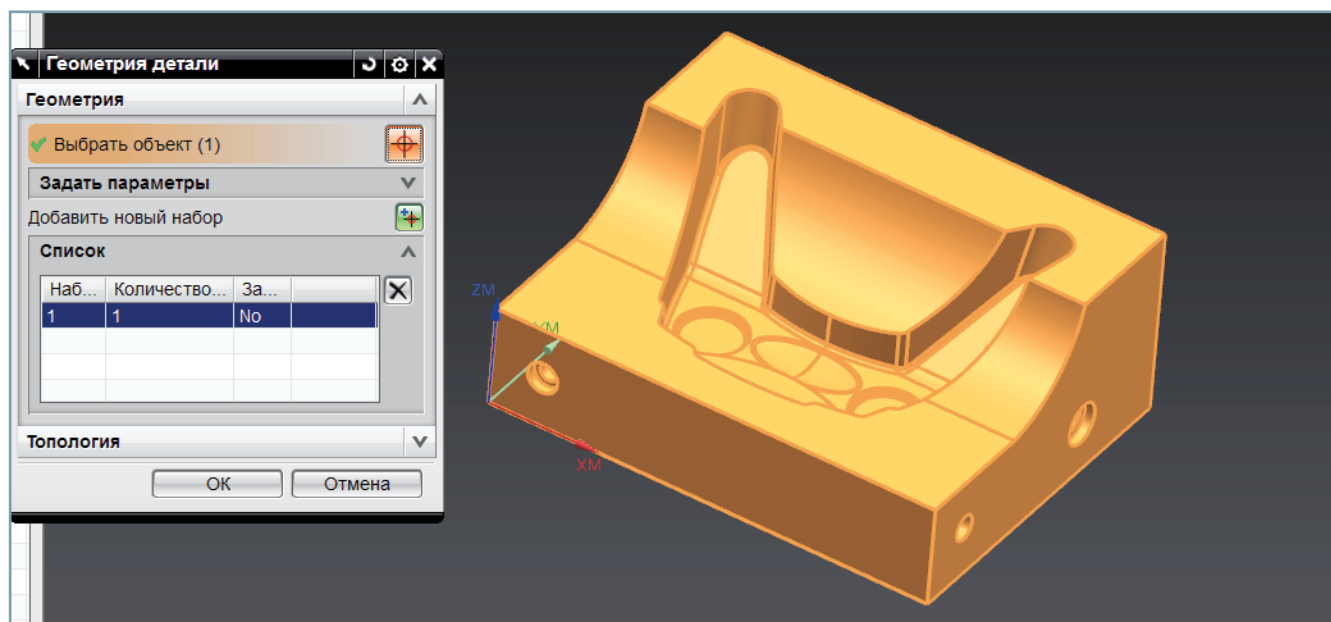 Геометрия детали
Геометрия
Выбрать объект (1)
Задать параметры
Добавить новый набор
Список
Наб... Количество... За...
1 1 No
Топология
ОК Отмена
ZM
YM
XM